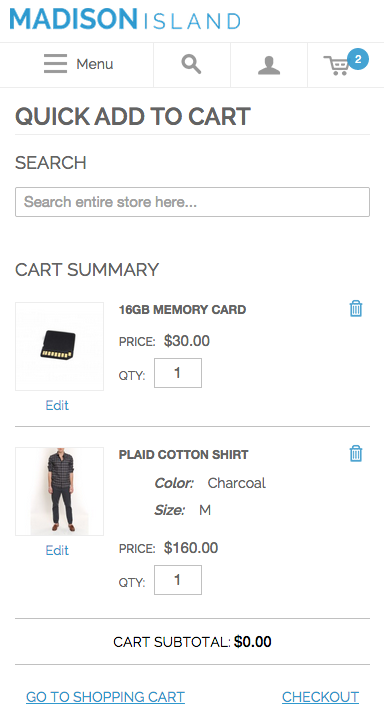 MADISON ISLAND
Menu
2
QUICK ADD TO CART
SEARCH
Search entire store here...
CART SUMMARY
16GB MEMORY CARD
PRICE: $30.00
QTY: 1
Edit
PLAID COTTON SHIRT
Color: Charcoal
Size: M
Edit
PRICE: $160.00
QTY: 1
CART SUBTOTAL: $0.00
GO TO SHOPPING CART CHECKOUT